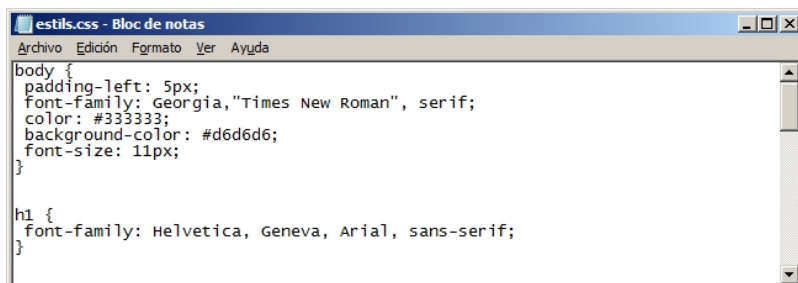 estils.css - Bloc de notas
Archivo Edición Formato Ver Ayuda
body {
 padding-left: 5px;
 font-family: Georgia,"Times New Roman", serif;
 color: #333333;
 background-color: #d6d6d6;
 font-size: 11px;
}
h1 {
 font-family: Helvetica, Geneva, Arial, sans-serif;
}